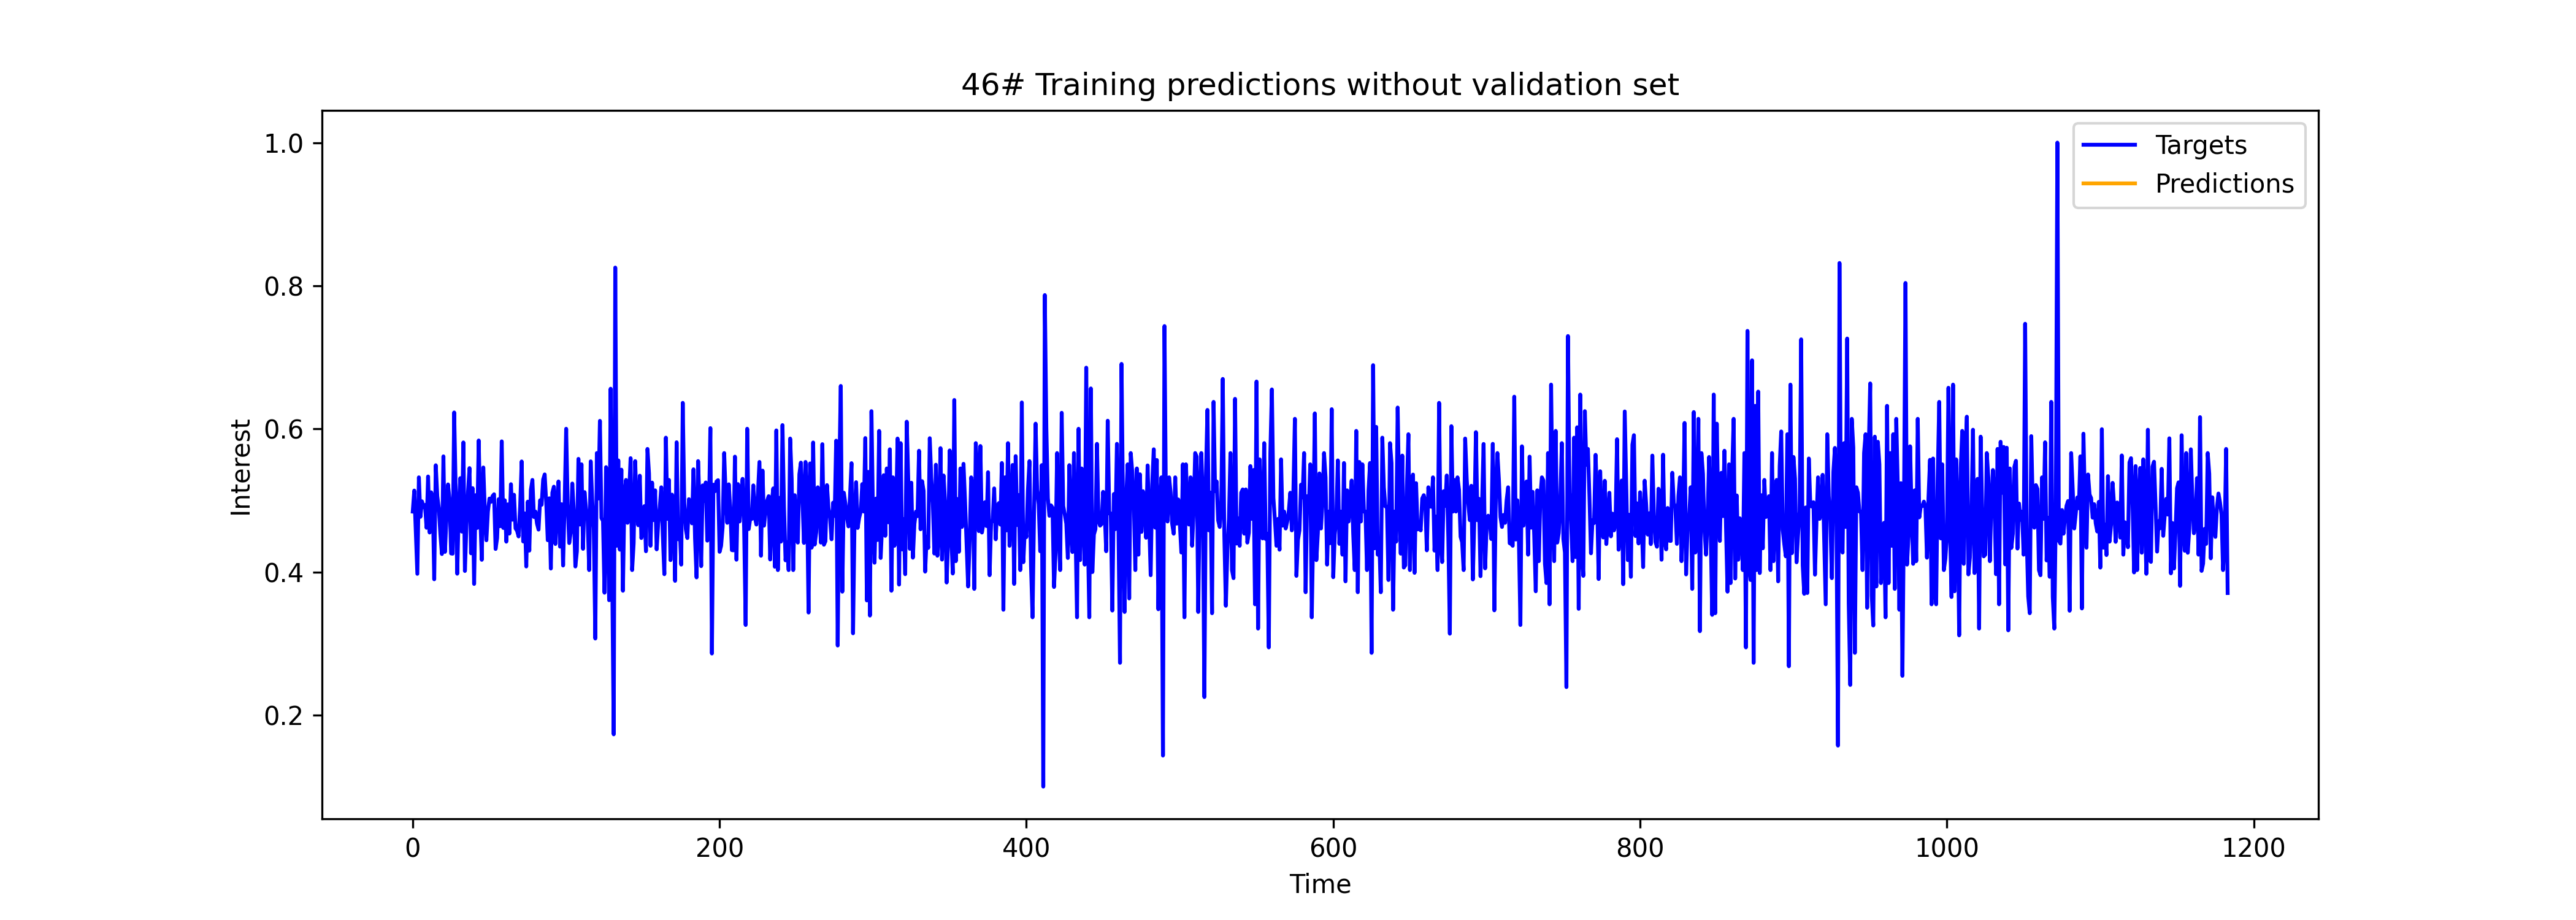 46# Training predictions without validation set
Targets
Predictions
1.0
0.8
0.6
0.4
0.2
Interest
0 200 400 600 800 1000 1200
Time